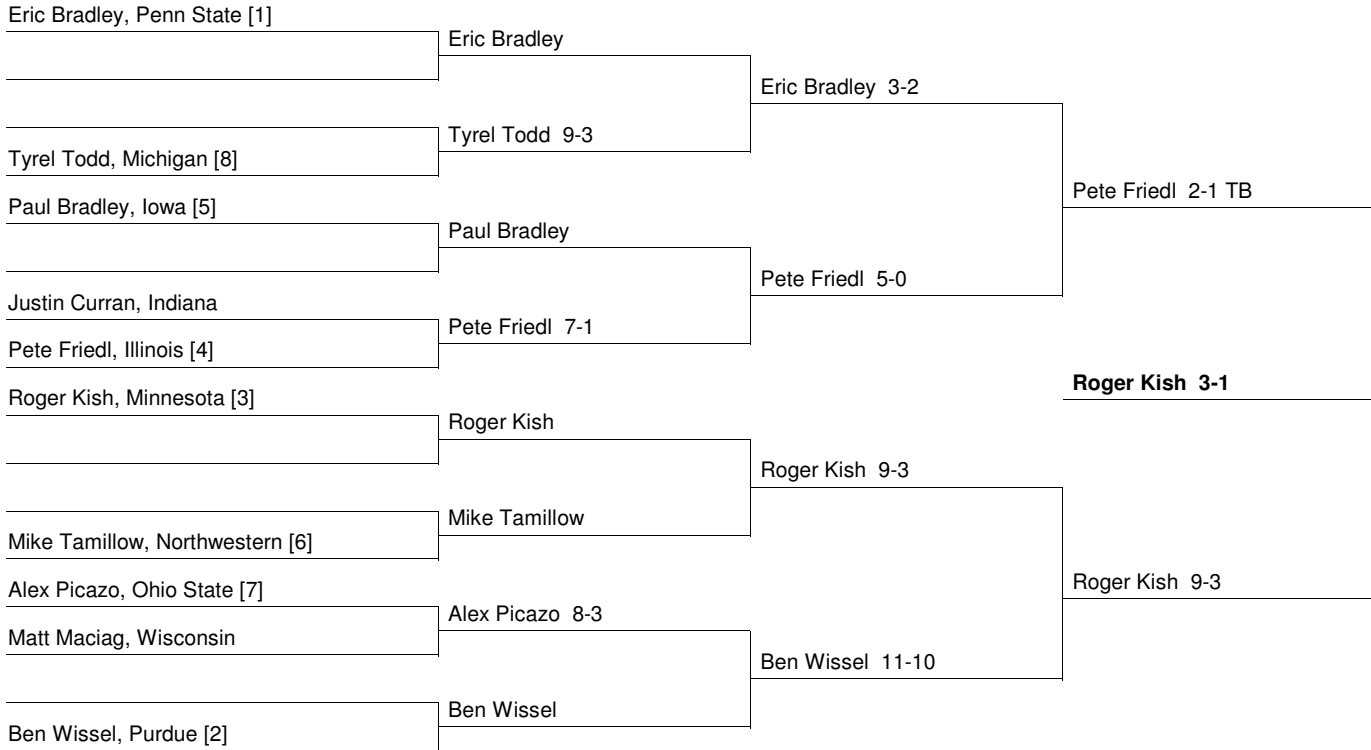 Eric Bradley, Penn State [1]
Eric Bradley
Eric Bradley 3-2
Tyrel Todd 9-3
Tyrel Todd, Michigan [8]
Pete Friedl 2-1 TB
Paul Bradley, Iowa [5]
Paul Bradley
Pete Friedl 5-0
Justin Curran, Indiana
Pete Friedl 7-1
Pete Friedl, Illinois [4]
Roger Kish 3-1
Roger Kish, Minnesota [3]
Roger Kish
Roger Kish 9-3
Mike Tamillow
Mike Tamillow, Northwestern [6]
Roger Kish 9-3
Alex Picazo, Ohio State [7]
Alex Picazo 8-3
Matt Maciag, Wisconsin
Ben Wissel 11-10
Ben Wissel
Ben Wissel, Purdue [2]